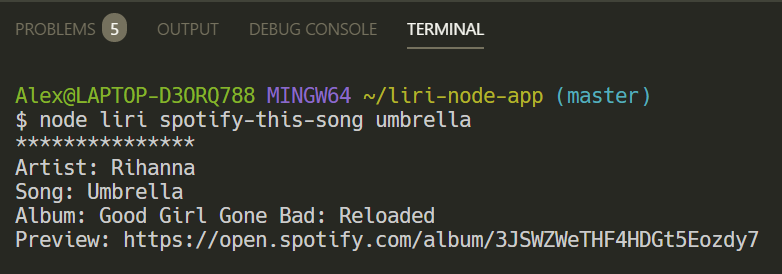 PROBLEMS 5 OUTPUT DEBUG CONSOLE TERMINAL
Alex@LAPTOP-D3ORQ788 MINGW64 ~/liri-node-app (master)
$ node liri spotify-this-song umbrella
***************
Artist: Rihanna
Song: Umbrella
Album: Good Girl Gone Bad: Reloaded
Preview: https://open.spotify.com/album/3JSWZWeTHF4HDGt5Eozdy7